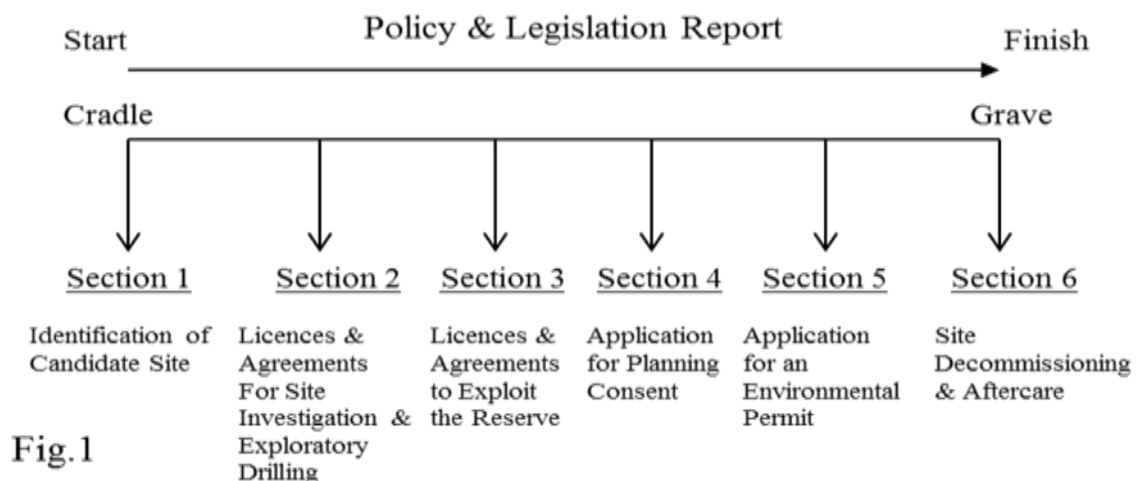 Policy & Legislation Report
Start
Finish
Cradle
Grave
Section 1
Identification of
Candidate Site
Section 2
Licences &
Agreements
For Site
Investigation &
Exploratory
Drilling
Section 3
Licences &
Agreements
to Exploit
the Reserve
Section 4
Application
for Planning
Consent
Section 5
Application
for an
Environmental
Permit
Section 6
Site
Decommissioning
& Aftercare
Fig.1